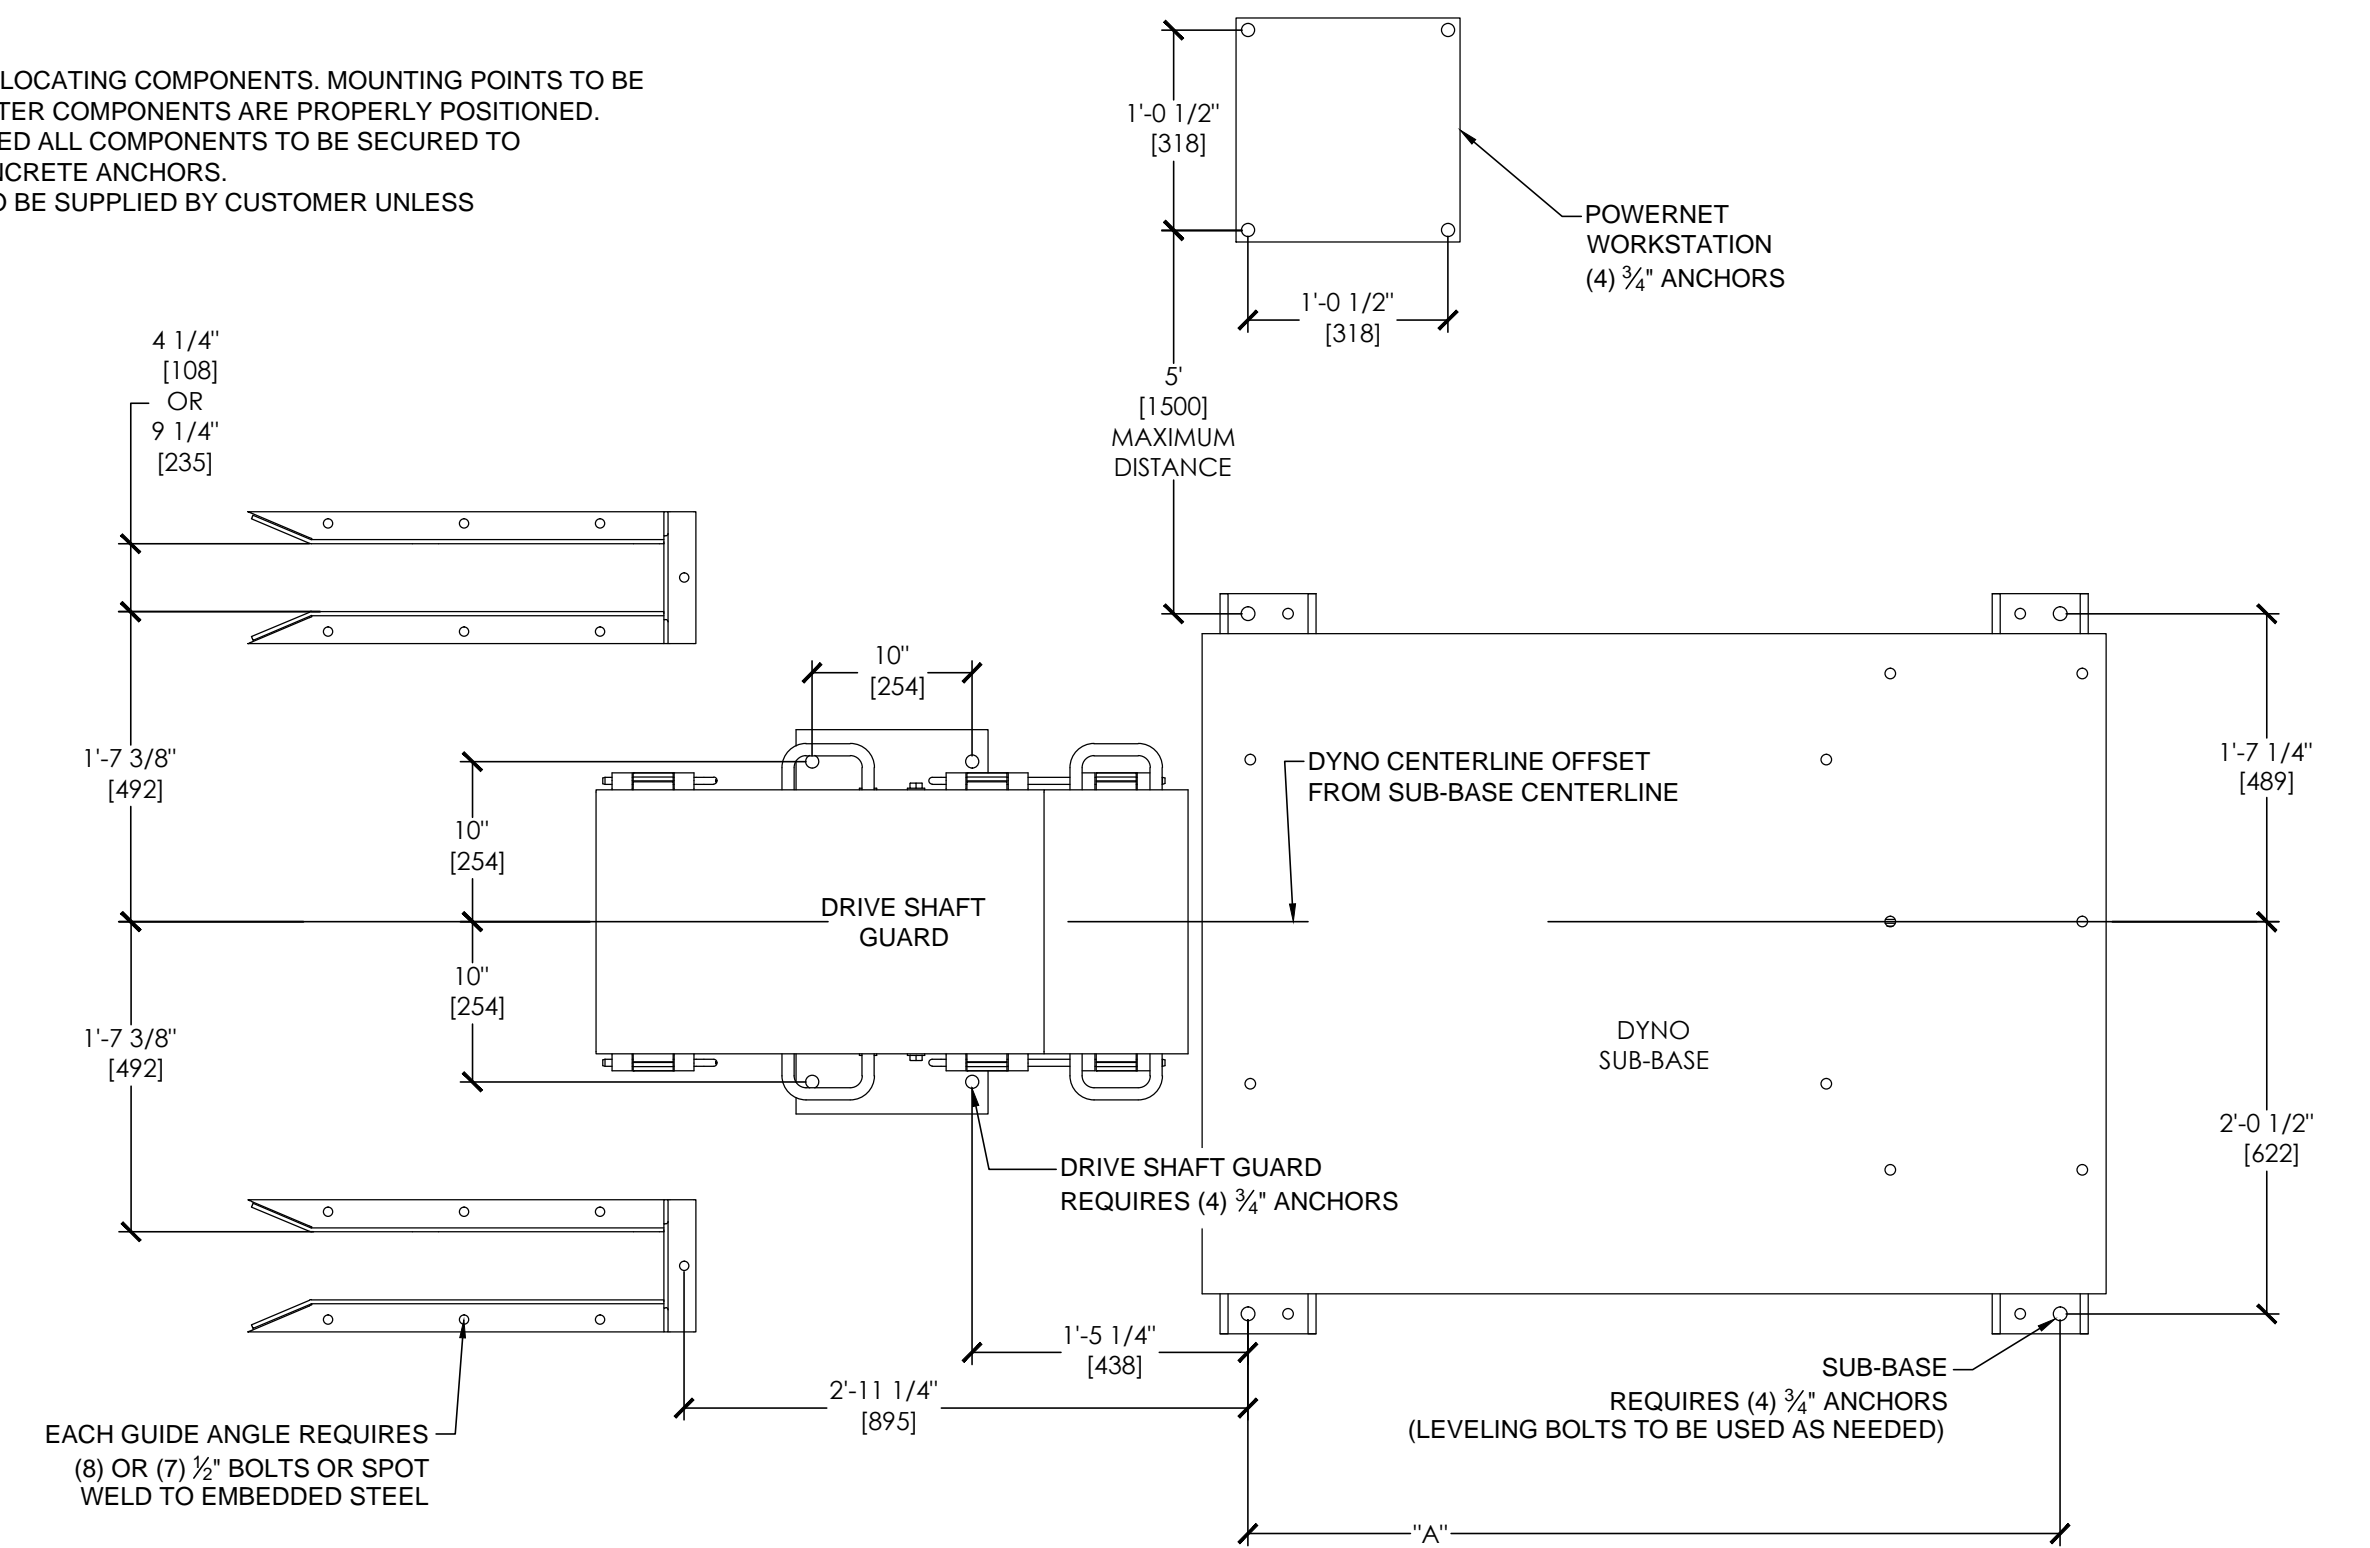 LOCATING COMPONENTS. MOUNTING POINTS TO BE
TER COMPONENTS ARE PROPERLY POSITIONED.
ED ALL COMPONENTS TO BE SECURED TO
NCRETE ANCHORS.
O BE SUPPLIED BY CUSTOMER UNLESS
1'-0 1/2"
[318]
POWERNET
WORKSTATION
(4) ¾" ANCHORS
1'-0 1/2"
[318]
4 1/4"
[108]
OR
9 1/4"
[235]
5'
[1500]
MAXIMUM
DISTANCE
10"
[254]
1'-7 3/8"
[492]
10"
[254]
DYNO CENTERLINE OFFSET
FROM SUB-BASE CENTERLINE
1'-7 1/4"
[489]
DRIVE SHAFT
GUARD
10"
[254]
1'-7 3/8"
[492]
DYNO
SUB-BASE
2'-0 1/2"
[622]
DRIVE SHAFT GUARD
REQUIRES (4) ¾" ANCHORS
1'-5 1/4"
[438]
2'-11 1/4"
[895]
SUB-BASE
REQUIRES (4) ¾" ANCHORS
(LEVELING BOLTS TO BE USED AS NEEDED)
EACH GUIDE ANGLE REQUIRES
(8) OR (7) ½" BOLTS OR SPOT
WELD TO EMBEDDED STEEL
"A"